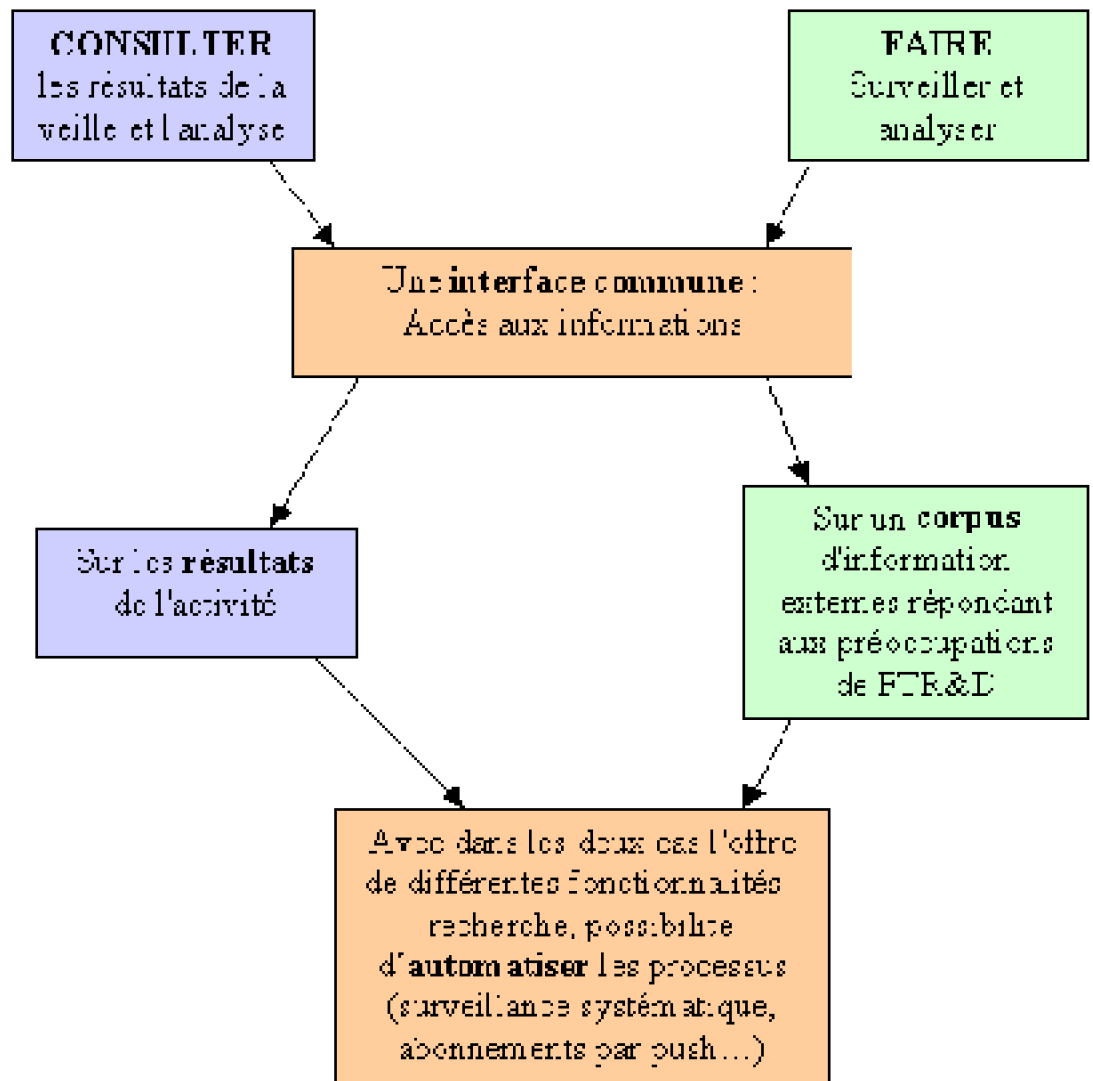 CONSULTER
les résultats de la
veille et l'analyse
FAIRE
Surveiller et
analyser
Une interface commune :
Accès aux informations
Sur les résultats
de l'activité
Sur un corpus
d'information
externes répondant
aux préoccupations
de FTR&D
Avec dans les deux cas l'offre
de différentes fonctionnalités
recherche, possibilité
d'automatiser les processus
(surveillance systématique,
abonnements par push…)